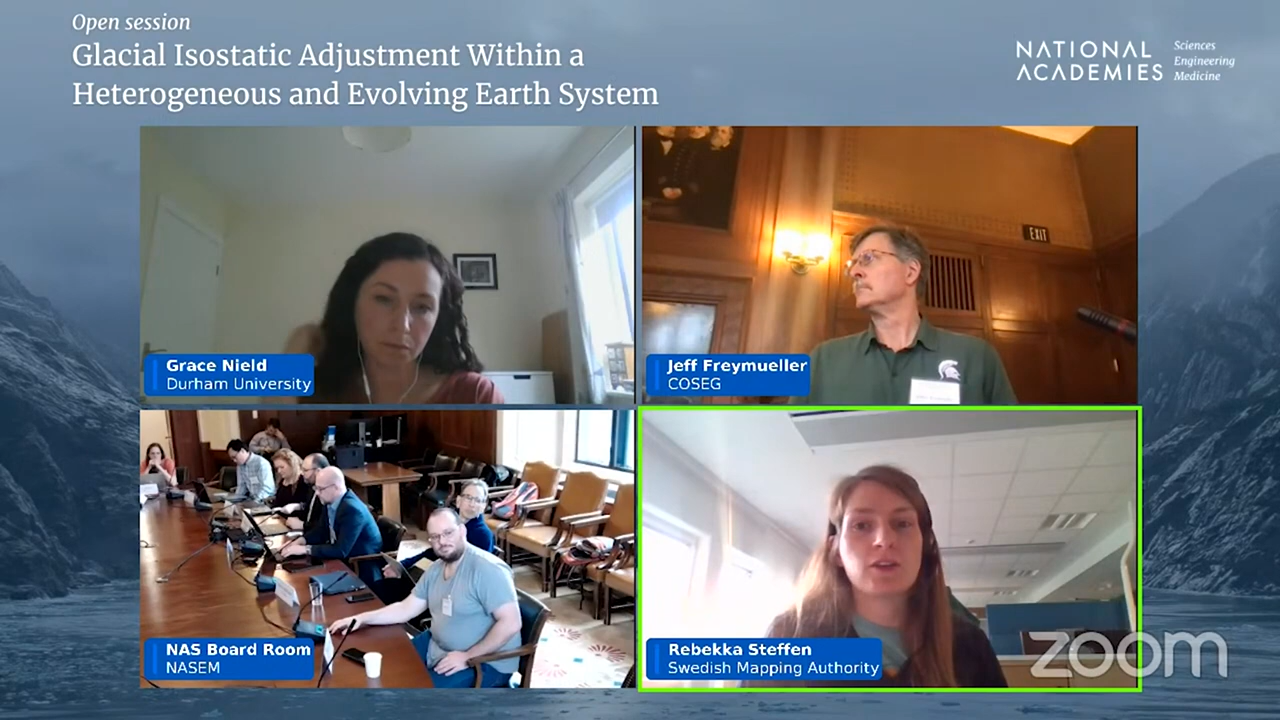 Open session
Glacial Isostatic Adjustment Within a
Heterogeneous and Evolving Earth System
NATIONAL
ACADEMIES
Sciences
Engineering
Medicine
EXIT
Grace Nield
Durham University
Jeff Freymueller
COSEG
NAS Board Room
NASEM
Rebekka Steffen
Swedish Mapping Authority
zoom